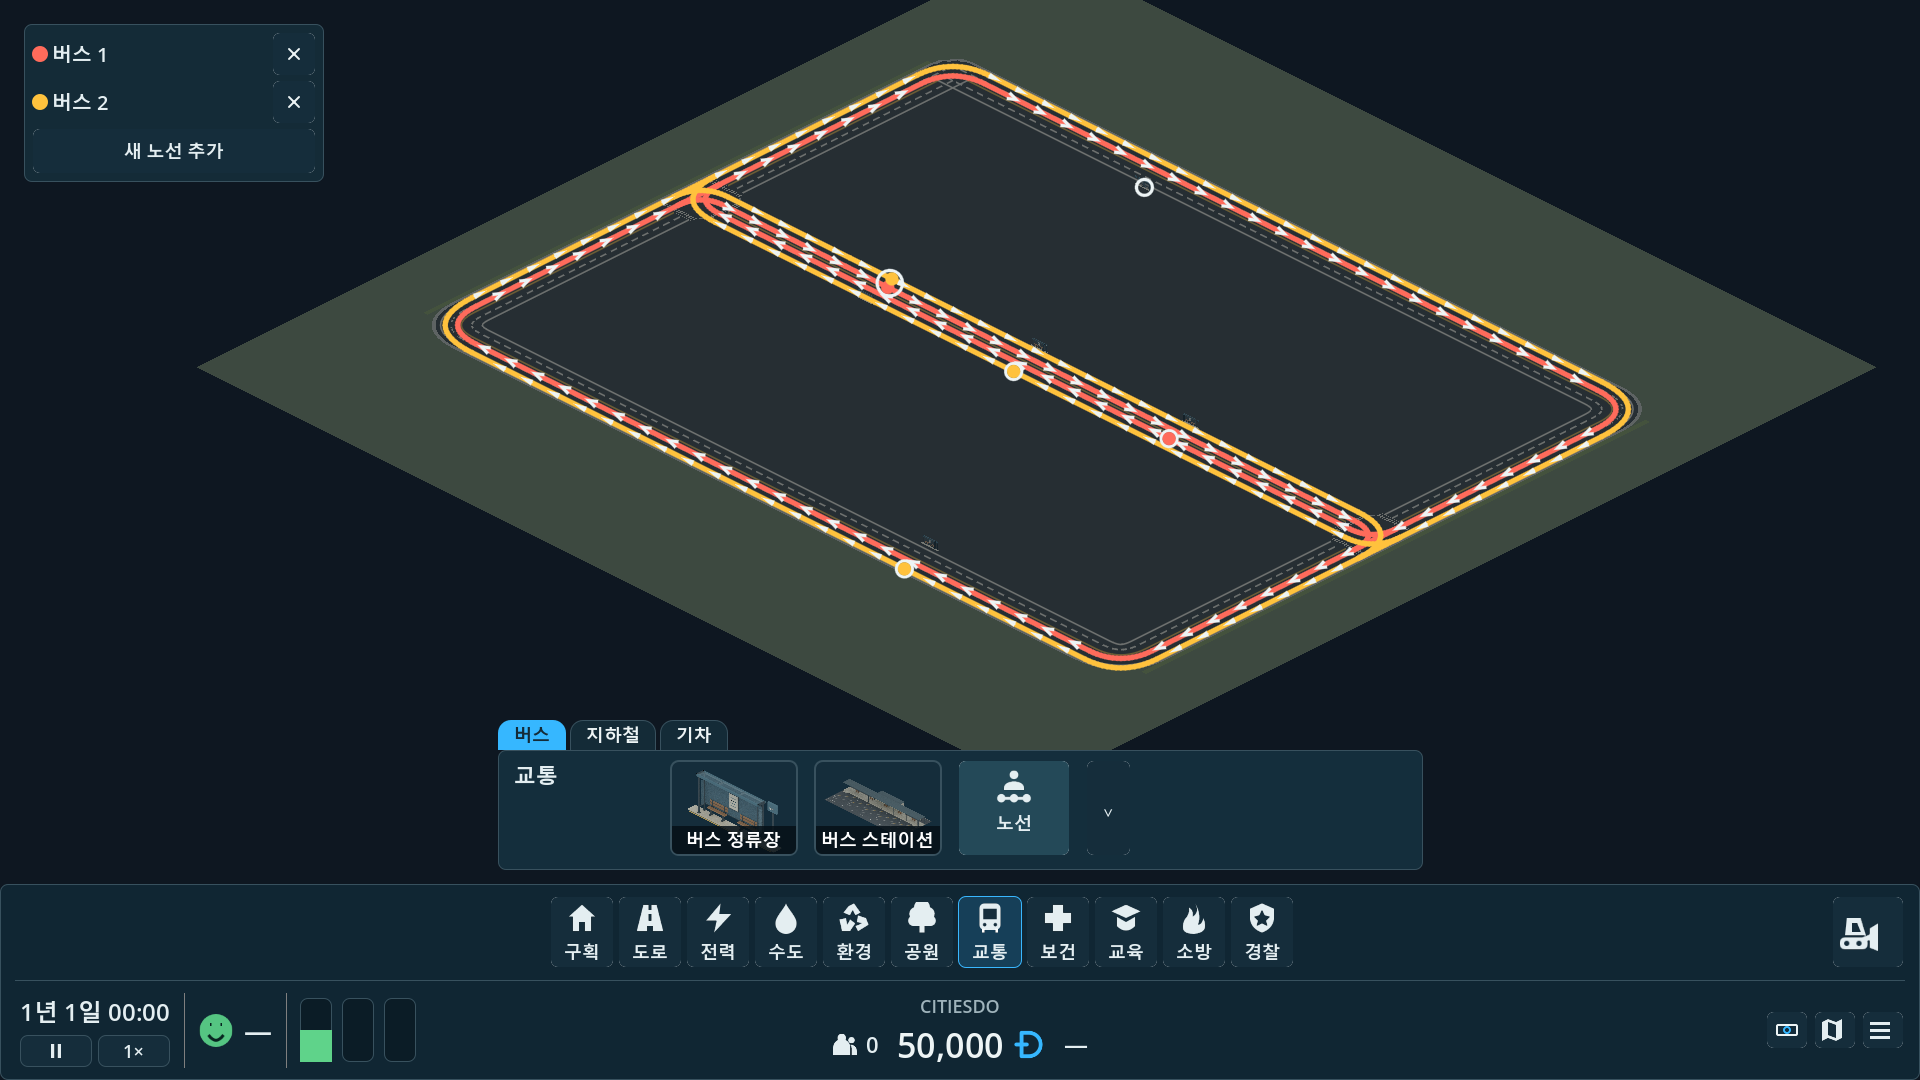 버스 1
버스 2
새 노선 추가
버스
지하철
기차
교통
버스 정류장
버스 스테이션
노선
구획
도로
전력
수도
환경
공원
교통
보건
교육
소방
경찰
1년 1일 00:00
1×
—
CITIESDO
0
50,000
—